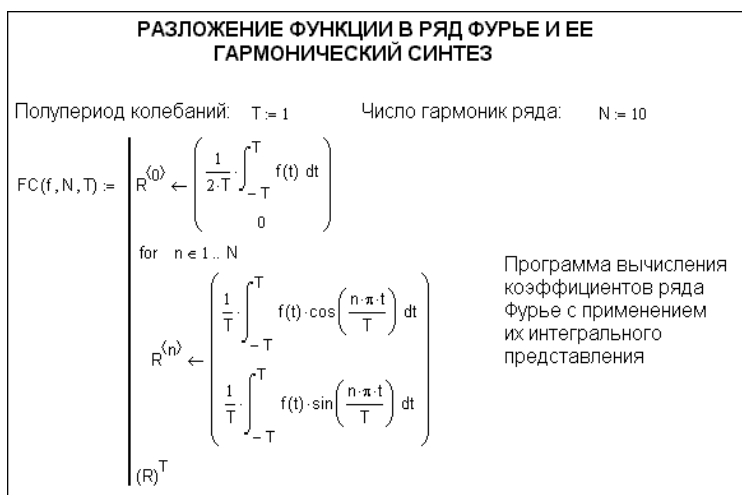 РАЗЛОЖЕНИЕ ФУНКЦИИ В РЯД ФУРЬЕ И ЕЕ
ГАРМОНИЧЕСКИЙ СИНТЕЗ
Полупериод колебаний: T := 1 Число гармоник ряда: N := 10
FC(f, N, T) := R^⟨0⟩ ← ( 1/(2·T) · ∫_{-T}^{T} f(t) dt
0 )
for n ∈ 1 .. N
R^⟨n⟩ ← ( 1/T · ∫_{-T}^{T} f(t)·cos(n·π·t/T) dt
1/T · ∫_{-T}^{T} f(t)·sin(n·π·t/T) dt )
(R)^T
Программа вычисления
коэффициентов ряда
Фурье с применением
их интегрального
представления